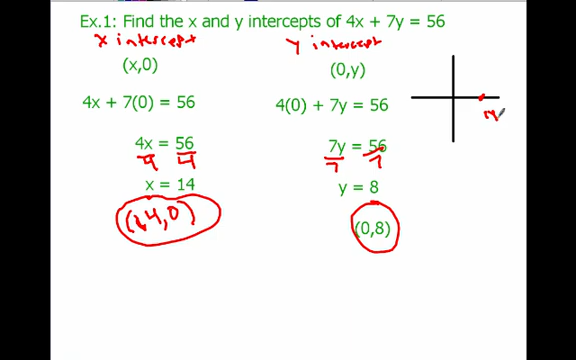 Ex.1: Find the x and y intercepts of 4x + 7y = 56
x intercept
y intercept
(x,0)
(0,y)
4x + 7(0) = 56
4(0) + 7y = 56
4x = 56
4 4
7y = 56
7 7
x = 14
y = 8
(14,0)
(0,8)